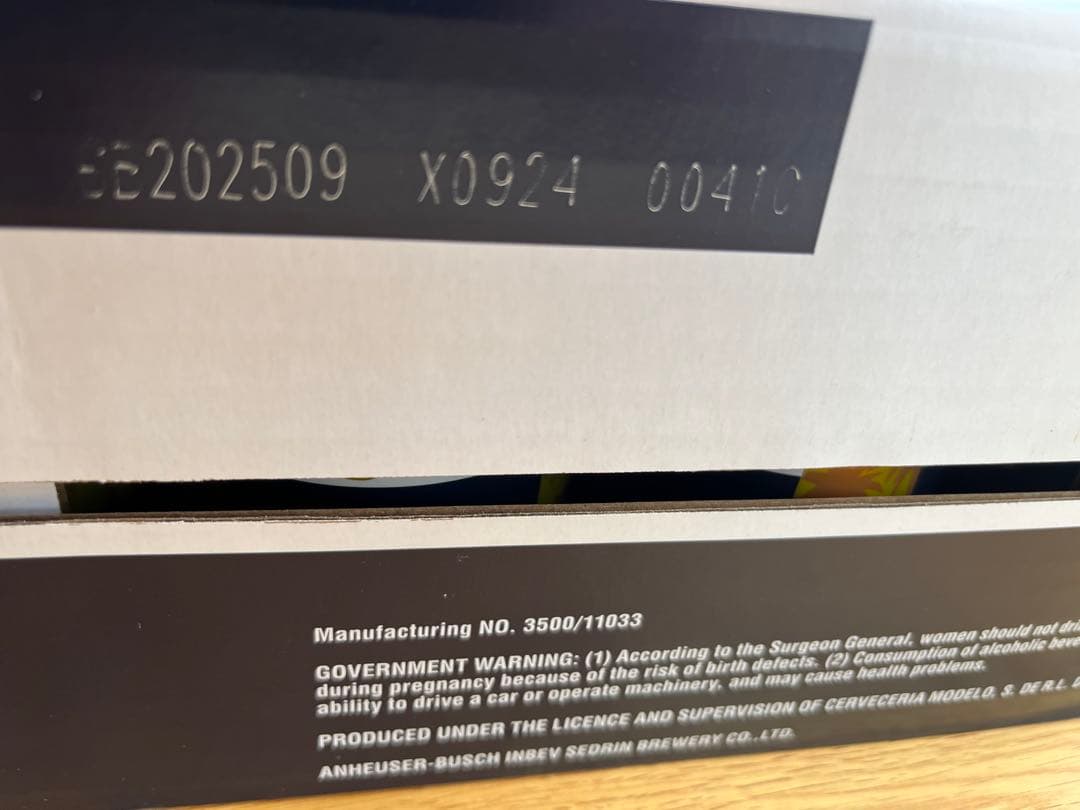 BE202509 X0924 0041C
Manufacturing NO. 3500/11033
GOVERNMENT WARNING: (1) According to the Surgeon General, women should not
during pregnancy because of the risk of birth defects. (2) Consumption of alcoholic
ability to drive a car or operate machinery, and may cause health problems.
PRODUCED UNDER THE LICENCE AND SUPERVISION OF CERVECERIA MODELO, S. DE R.L.
ANHEUSER-BUSCH INBEV SEDRIN BREWERY CO., LTD.